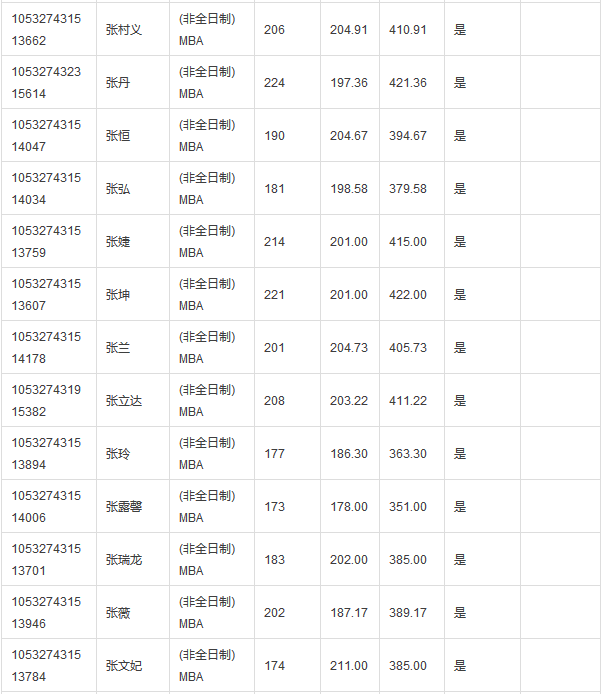 1053274315 13662 张村义 (非全日制) MBA 206 204.91 410.91 是
1053274323 15614 张丹 (非全日制) MBA 224 197.36 421.36 是
1053274315 14047 张恒 (非全日制) MBA 190 204.67 394.67 是
1053274315 14034 张弘 (非全日制) MBA 181 198.58 379.58 是
1053274315 13759 张婕 (非全日制) MBA 214 201.00 415.00 是
1053274315 13607 张坤 (非全日制) MBA 221 201.00 422.00 是
1053274315 14178 张兰 (非全日制) MBA 201 204.73 405.73 是
1053274319 15382 张立达 (非全日制) MBA 208 203.22 411.22 是
1053274315 13894 张玲 (非全日制) MBA 177 186.30 363.30 是
1053274315 14006 张露馨 (非全日制) MBA 173 178.00 351.00 是
1053274315 13701 张瑞龙 (非全日制) MBA 183 202.00 385.00 是
1053274315 13946 张薇 (非全日制) MBA 202 187.17 389.17 是
1053274315 13784 张文妃 (非全日制) MBA 174 211.00 385.00 是